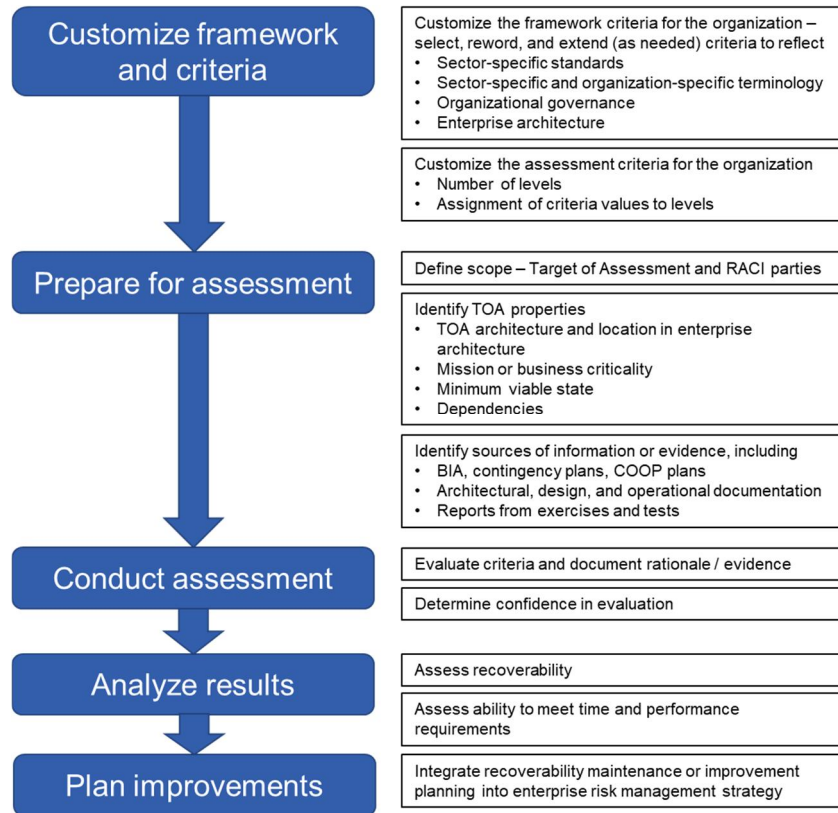 Customize framework
and criteria
Customize the framework criteria for the organization –
select, reword, and extend (as needed) criteria to reflect
• Sector-specific standards
• Sector-specific and organization-specific terminology
• Organizational governance
• Enterprise architecture
Customize the assessment criteria for the organization
• Number of levels
• Assignment of criteria values to levels
Prepare for assessment
Define scope – Target of Assessment and RACI parties
Identify TOA properties
• TOA architecture and location in enterprise
architecture
• Mission or business criticality
• Minimum viable state
• Dependencies
Identify sources of information or evidence, including
• BIA, contingency plans, COOP plans
• Architectural, design, and operational documentation
• Reports from exercises and tests
Conduct assessment
Evaluate criteria and document rationale / evidence
Determine confidence in evaluation
Analyze results
Assess recoverability
Assess ability to meet time and performance
requirements
Plan improvements
Integrate recoverability maintenance or improvement
planning into enterprise risk management strategy